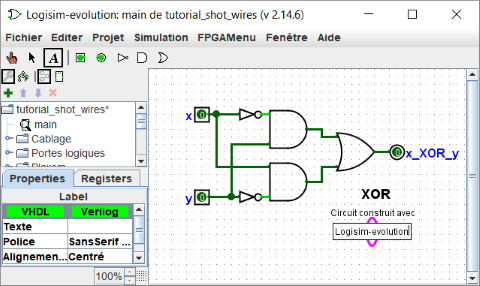 Logisim-evolution: main de tutorial_shot_wires (v 2.14.6)
Fichier Editer Projet Simulation FPGAMenu Fenêtre Aide
A
tutorial_shot_wires*
main
Cablage
Portes logiques
Properties Registers
Label
VHDL Verilog
Texte
Police SansSerif ...
Alignemen... Centré
100%
x
y
0
0
0
x_XOR_y
XOR
Circuit construit avec
Logisim-evolution